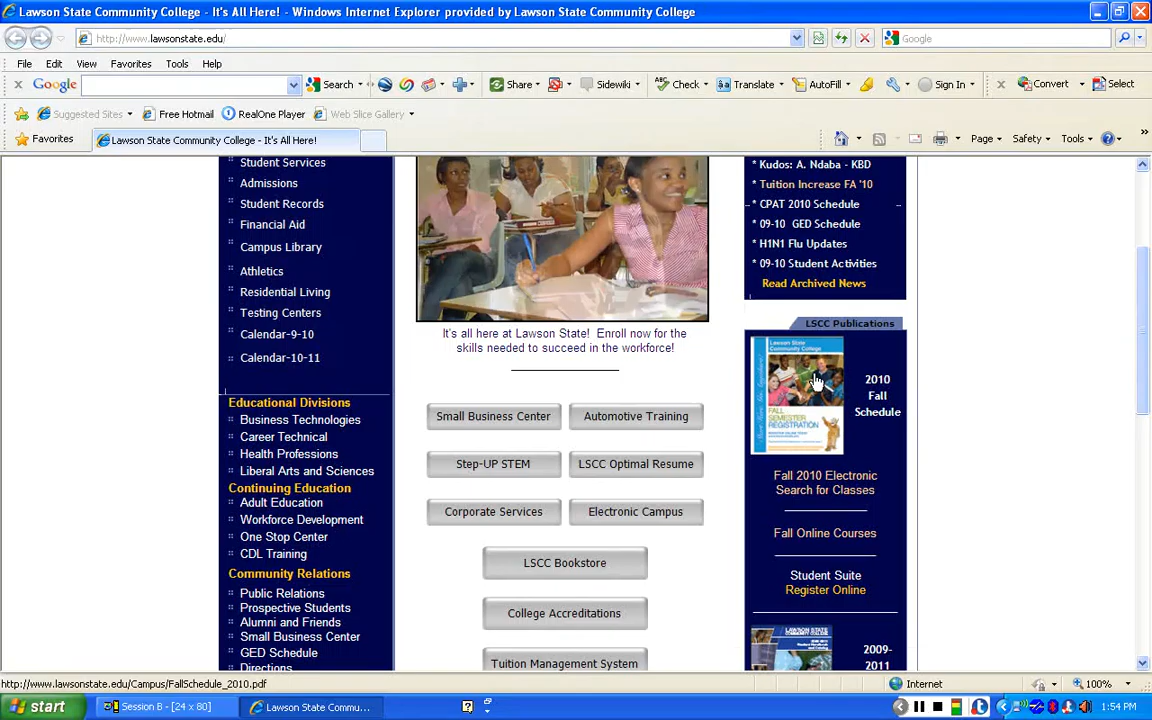 Lawson State Community College - It's All Here! - Windows Internet Explorer provided by Lawson State Community College
http://www.lawsonstate.edu/
Google
File Edit View Favorites Tools Help
Google Search Share Sidewiki Check Translate AutoFill Sign In Convert Select
Suggested Sites Free Hotmail RealOne Player Web Slice Gallery
Favorites Lawson State Community College - It's All Here! Page Safety Tools
Student Services
Admissions
Student Records
Financial Aid
Campus Library
Athletics
Residential Living
Testing Centers
Calendar-9-10
Calendar-10-11
Educational Divisions
Business Technologies
Career Technical
Health Professions
Liberal Arts and Sciences
Continuing Education
Adult Education
Workforce Development
One Stop Center
CDL Training
Community Relations
Public Relations
Prospective Students
Alumni and Friends
Small Business Center
GED Schedule
Directions
It's all here at Lawson State! Enroll now for the
skills needed to succeed in the workforce!
Small Business Center Automotive Training
Step-UP STEM LSCC Optimal Resume
Corporate Services Electronic Campus
LSCC Bookstore
College Accreditations
Tuition Management System
* Kudos: A. Ndaba - KBD
* Tuition Increase FA '10
* CPAT 2010 Schedule
* 09-10 GED Schedule
* H1N1 Flu Updates
* 09-10 Student Activities
Read Archived News
LSCC Publications
Lawson State
Community College
FALL
SEMESTER
REGISTRATION
2010
Fall
Schedule
Fall 2010 Electronic
Search for Classes
Fall Online Courses
Student Suite
Register Online
LAWSON STATE
COMMUNITY COLLEGE
2009-
2011
http://www.lawsonstate.edu/Campus/FallSchedule_2010.pdf
Internet
100%
start
Session B - [24 x 80]
Lawson State Commu...
1:54 PM